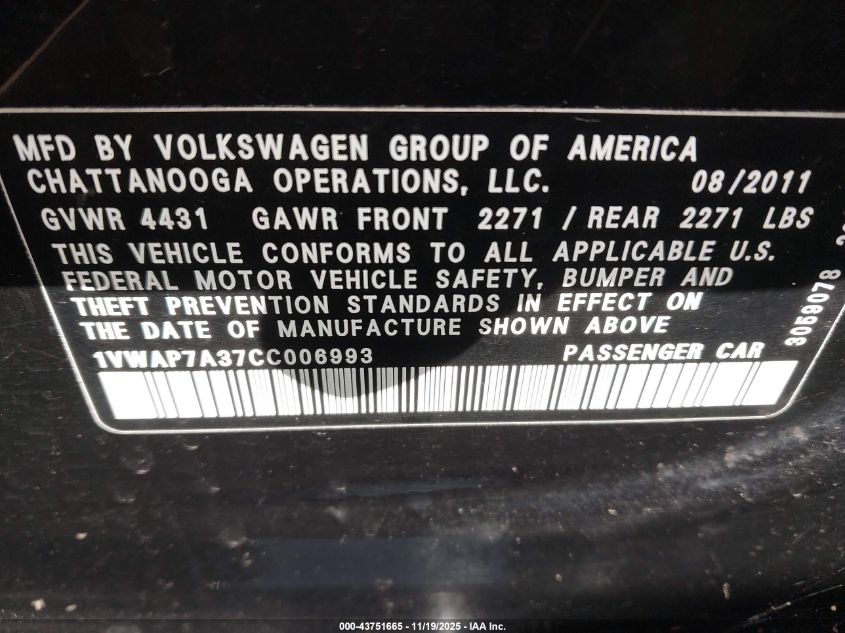 MFD BY VOLKSWAGEN GROUP OF AMERICA
CHATTANOOGA OPERATIONS, LLC. 08/2011
GVWR 4431 GAWR FRONT 2271 / REAR 2271 LBS
THIS VEHICLE CONFORMS TO ALL APPLICABLE U.S.
FEDERAL MOTOR VEHICLE SAFETY, BUMPER AND
THEFT PREVENTION STANDARDS IN EFFECT ON
THE DATE OF MANUFACTURE SHOWN ABOVE
1VWAP7A37CC006993 PASSENGER CAR
3059078
000-43751665 - 11/19/2025 - IAA Inc.